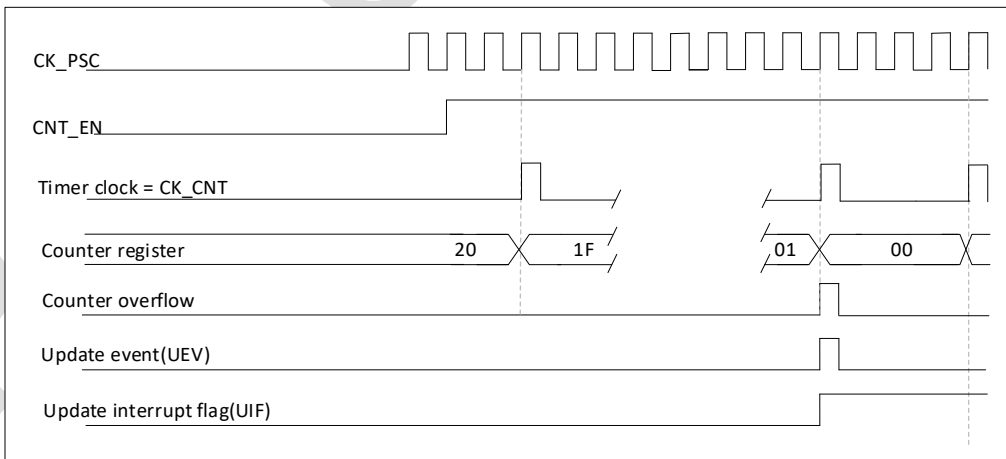 CK_PSC
CNT_EN
Timer clock = CK_CNT
Counter register 20 1F 01 00
Counter overflow
Update event(UEV)
Update interrupt flag(UIF)